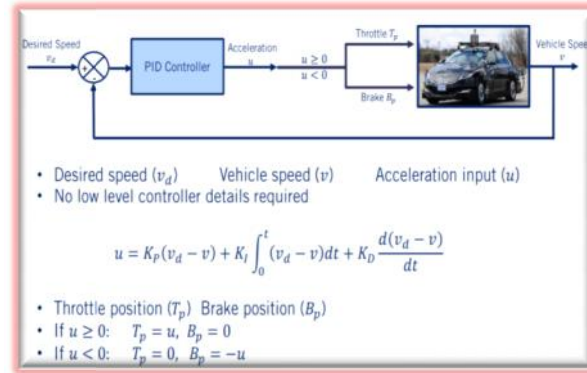 Desired Speed
v_d
-
PID Controller
Acceleration
u
u ≥ 0
u < 0
Throttle T_p
Brake B_p
Vehicle Spee
v
• Desired speed (v_d) Vehicle speed (v) Acceleration input (u)
• No low level controller details required
u = K_P(v_d − v) + K_I ∫_0^t (v_d − v)dt + K_D d(v_d − v)/dt
• Throttle position (T_p) Brake position (B_p)
• If u ≥ 0: T_p = u, B_p = 0
• If u < 0: T_p = 0, B_p = −u